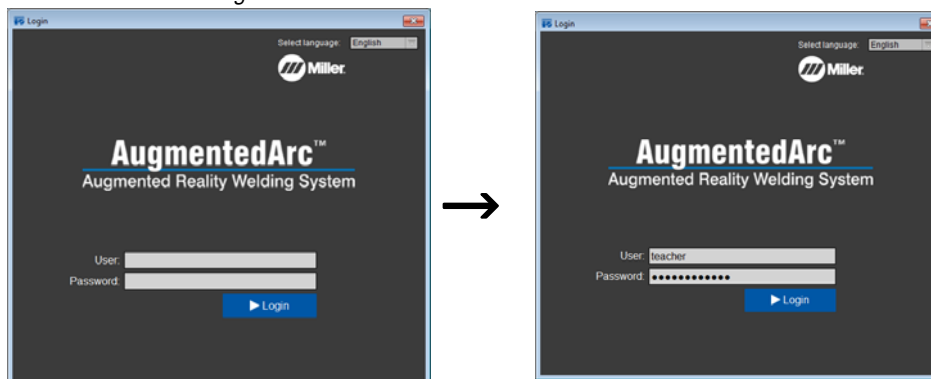 Login
Select language: English
Miller.
AugmentedArc™
Augmented Reality Welding System
User:
Password:
Login
Login
Select language: English
Miller.
AugmentedArc™
Augmented Reality Welding System
User: teacher
Password: ●●●●●●●●●●●●
Login